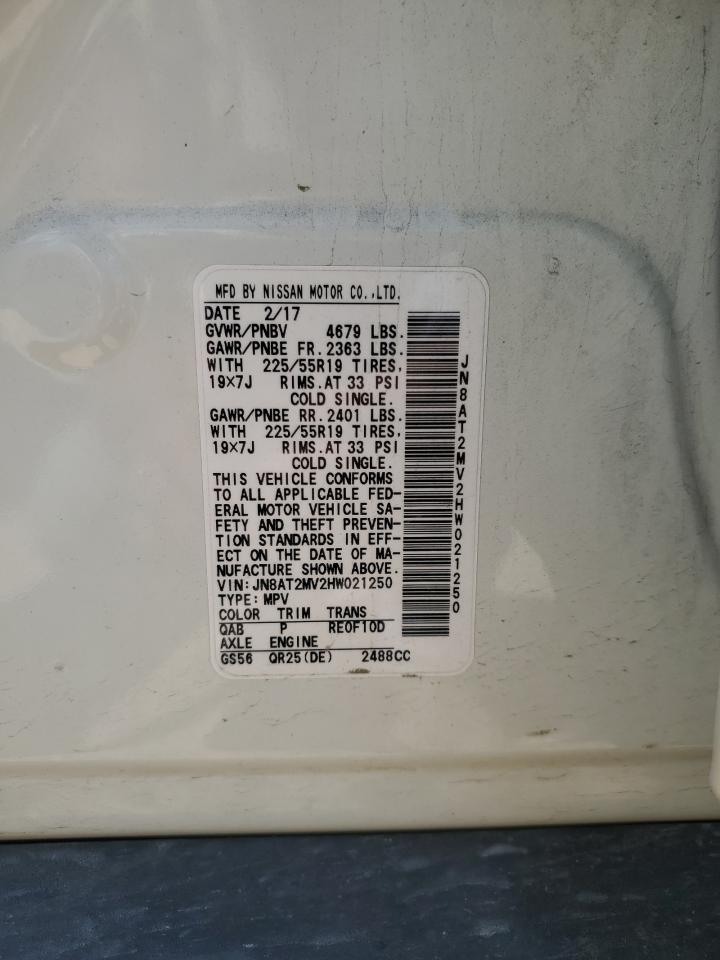 MFD BY NISSAN MOTOR CO.,LTD.
DATE 2/17
GVWR/PNBV 4679 LBS.
GAWR/PNBE FR. 2363 LBS.
WITH 225/55R19 TIRES,
19×7J RIMS. AT 33 PSI
COLD SINGLE.
GAWR/PNBE RR. 2401 LBS.
WITH 225/55R19 TIRES,
19×7J RIMS. AT 33 PSI
COLD SINGLE.
THIS VEHICLE CONFORMS
TO ALL APPLICABLE FED-
ERAL MOTOR VEHICLE SA-
FETY AND THEFT PREVEN-
TION STANDARDS IN EFF-
ECT ON THE DATE OF MA-
NUFACTURE SHOWN ABOVE.
VIN:JN8AT2MV2HW021250
TYPE:MPV
COLOR TRIM TRANS
QAB P RE0F10D
AXLE ENGINE
GS56 QR25(DE) 2488CC
JN8AT2MV2HW021250